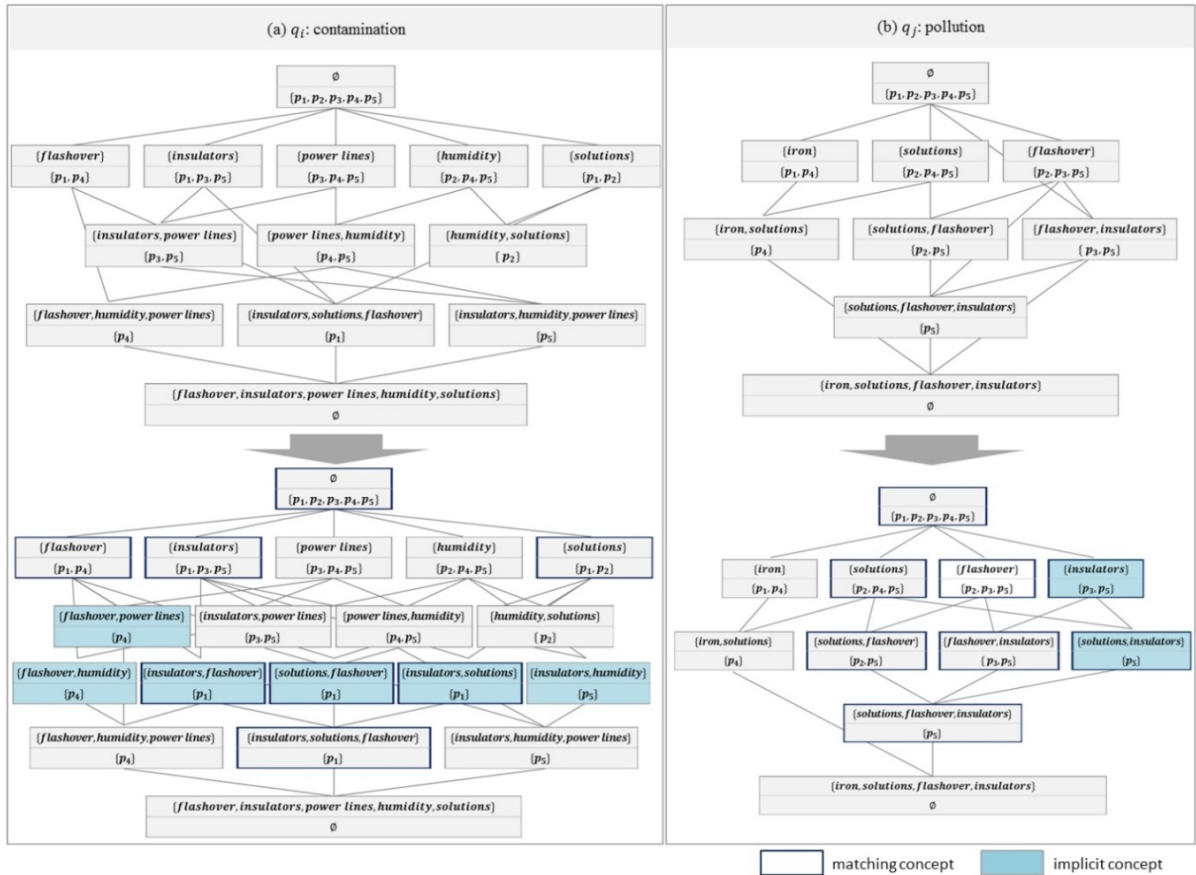 (a) qᵢ: contamination
∅
{p₁, p₂, p₃, p₄, p₅}
{flashover} {insulators} {power lines} {humidity} {solutions}
{p₁, p₄} {p₁, p₃, p₅} {p₃, p₄, p₅} {p₂, p₄, p₅} {p₁, p₂}
{insulators, power lines} {power lines, humidity} {humidity, solutions}
{p₃, p₅} {p₄, p₅} {p₂}
{flashover, humidity, power lines} {insulators, solutions, flashover} {insulators, humidity, power lines}
{p₄} {p₁} {p₅}
{flashover, insulators, power lines, humidity, solutions}
∅
∅
{p₁, p₂, p₃, p₄, p₅}
{flashover} {insulators} {power lines} {humidity} {solutions}
{p₁, p₄} {p₁, p₃, p₅} {p₃, p₄, p₅} {p₂, p₄, p₅} {p₁, p₂}
{flashover, power lines} {insulators, power lines} {power lines, humidity} {humidity, solutions}
{p₄} {p₃, p₅} {p₄, p₅} {p₂}
{flashover, humidity} {insulators, flashover} {solutions, flashover} {insulators, solutions} {insulators, humidity}
{p₄} {p₁} {p₁} {p₁} {p₅}
{flashover, humidity, power lines} {insulators, solutions, flashover} {insulators, humidity, power lines}
{p₄} {p₁} {p₅}
{flashover, insulators, power lines, humidity, solutions}
∅
(b) qⱼ: pollution
∅
{p₁, p₂, p₃, p₄, p₅}
{iron} {solutions} {flashover}
{p₁, p₄} {p₂, p₄, p₅} {p₂, p₃, p₅}
{iron, solutions} {solutions, flashover} {flashover, insulators}
{p₄} {p₂, p₅} {p₃, p₅}
{solutions, flashover, insulators}
{p₅}
{iron, solutions, flashover, insulators}
∅
∅
{p₁, p₂, p₃, p₄, p₅}
{iron} {solutions} {flashover} {insulators}
{p₁, p₄} {p₂, p₄, p₅} {p₂, p₃, p₅} {p₃, p₅}
{iron, solutions} {solutions, flashover} {flashover, insulators} {solutions, insulators}
{p₄} {p₂, p₅} {p₃, p₅} {p₅}
{solutions, flashover, insulators}
{p₅}
{iron, solutions, flashover, insulators}
∅
matching concept implicit concept